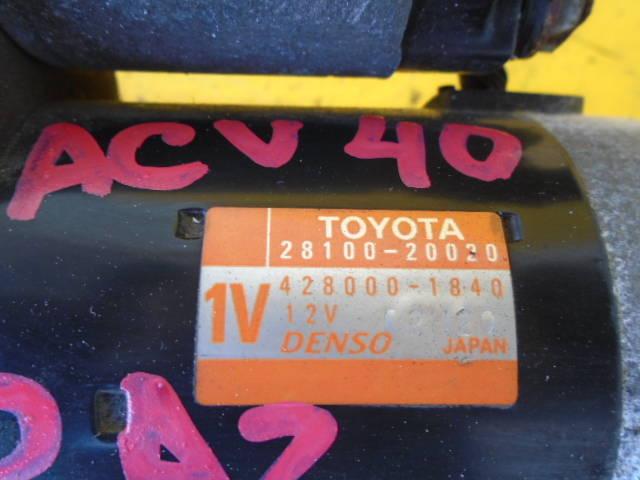 ACV 40
TOYOTA
28100-20020
428000-1840
1V
12V
DENSO JAPAN